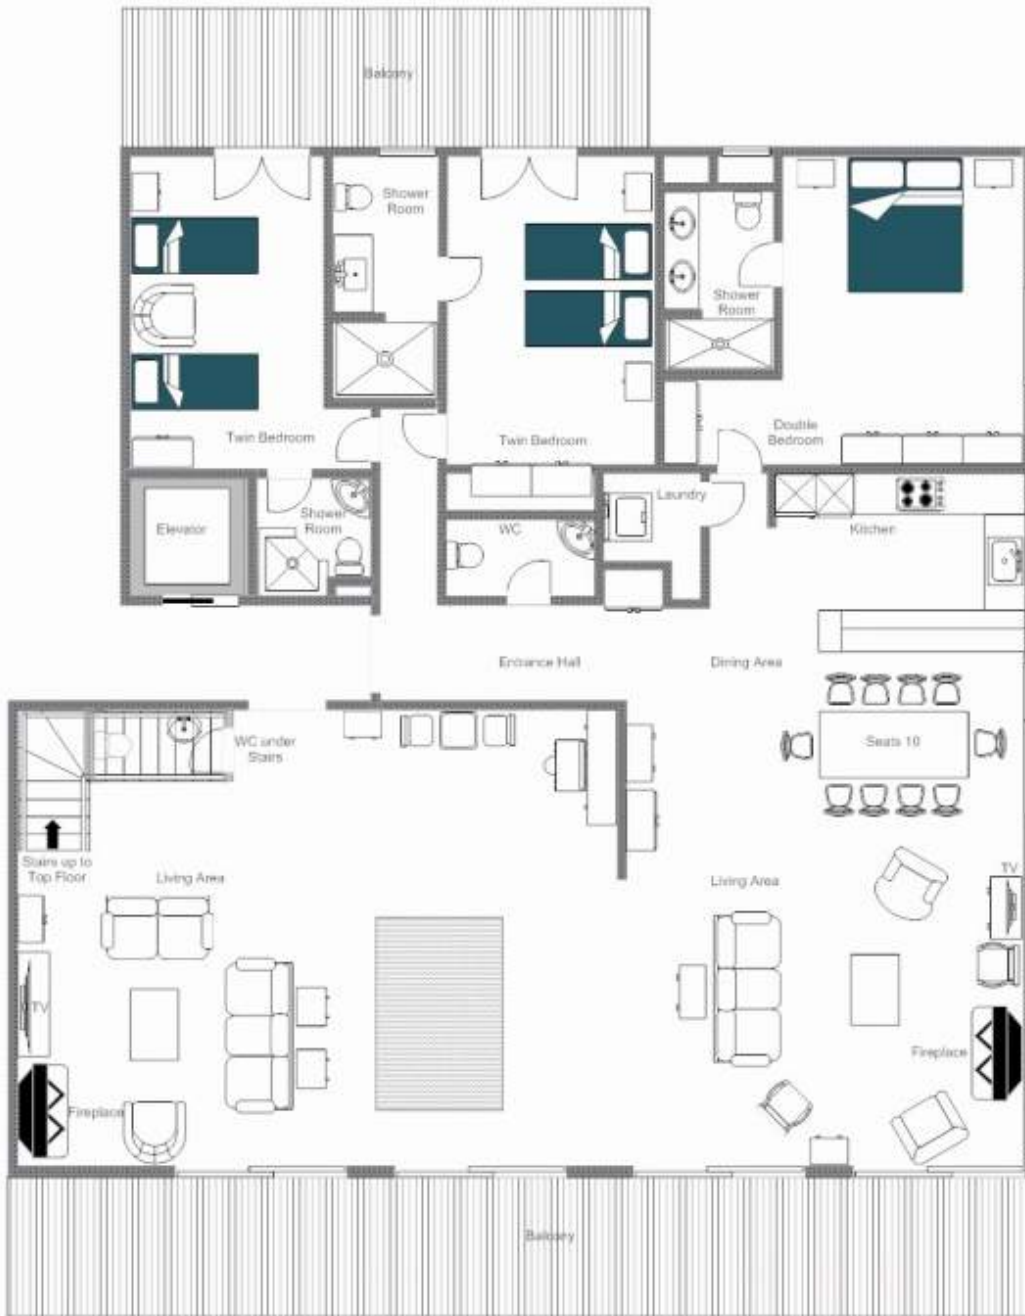 Balcony
Shower
Room
Shower
Room
Twin Bedroom
Twin Bedroom
Double
Bedroom
Elevator
Shower
Room
WC
Laundry
Kitchen
Entrance Hall
Dining Area
WC under
Stairs
Seats 10
Stairs up to
Top Floor
Living Area
Living Area
TV
TV
Fireplace
Fireplace
Balcony